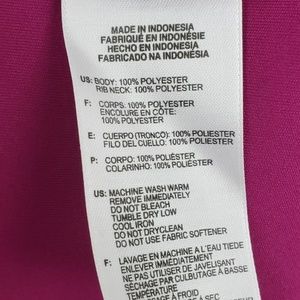 MADE IN INDONESIA
FABRIQUÉ EN INDONÉSIE
HECHO EN INDONESIA
FABRICADO NA INDONÉSIA
US: BODY: 100% POLYESTER
RIB NECK: 100% POLYESTER
F: CORPS: 100% POLYESTER
ENCOLURE EN CÔTE:
100% POLYESTER
E: CUERPO (TRONCO): 100% POLIÉSTER
FILO DEL CUELLO: 100% POLIÉSTER
P: CORPO: 100% POLIÉSTER
COLARINHO: 100% POLIÉSTER
US: MACHINE WASH WARM
REMOVE IMMEDIATELY
DO NOT BLEACH
TUMBLE DRY LOW
COOL IRON
DO NOT DRYCLEAN
DO NOT USE FABRIC SOFTENER
F: LAVAGE EN MACHINE A L'EAU TIEDE
ENLEVER IMMÉDIATEMENT
NE PAS UTILISER DE JAVELISANT
SÉCHAGE PAR CULBUTAGE À BASSE
TEMPÉRATURE
À FROID
À SEC